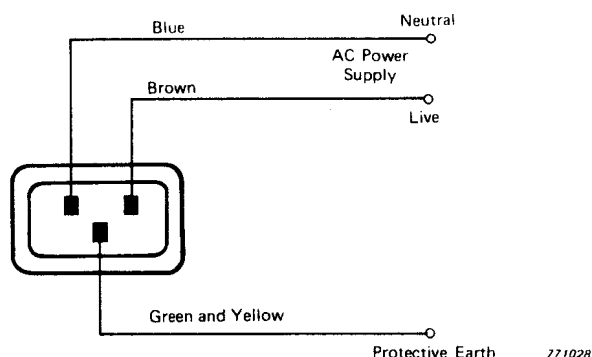 Blue
Neutral
AC Power
Supply
Brown
Live
Green and Yellow
Protective Earth
771028